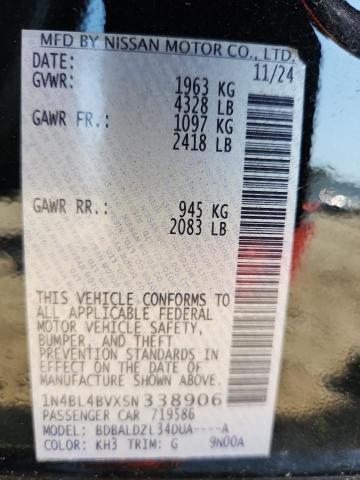 MFD BY NISSAN MOTOR CO., LTD.
DATE: 11/24
GVWR: 1963 KG
4328 LB
GAWR FR.: 1097 KG
2418 LB
GAWR RR.: 945 KG
2083 LB
THIS VEHICLE CONFORMS TO
ALL APPLICABLE FEDERAL
MOTOR VEHICLE SAFETY,
BUMPER, AND THEFT
PREVENTION STANDARDS IN
EFFECT ON THE DATE OF
MANUFACTURE SHOWN ABOVE.
1N4BL4BVXSN338906
PASSENGER CAR 719586
MODEL: BDBALDZL34DUA----A
COLOR: KH3 TRIM: G 9N00A